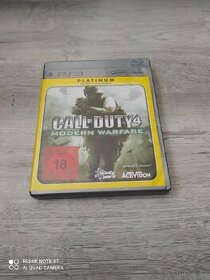 PS3
PLATINUM
CALL OF DUTY 4
MODERN WARFARE
18
ACTIVISION
REDMI NOTE 8T
AI QUAD CAMERA